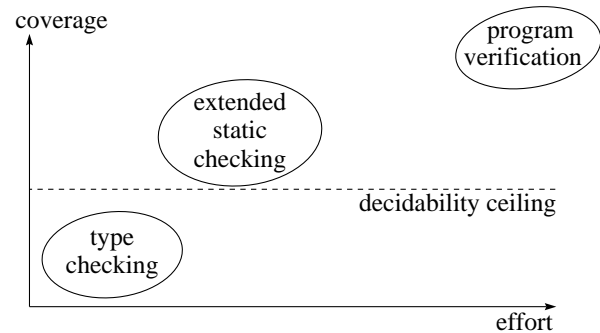 coverage
program
verification
extended
static
checking
decidability ceiling
type
checking
effort